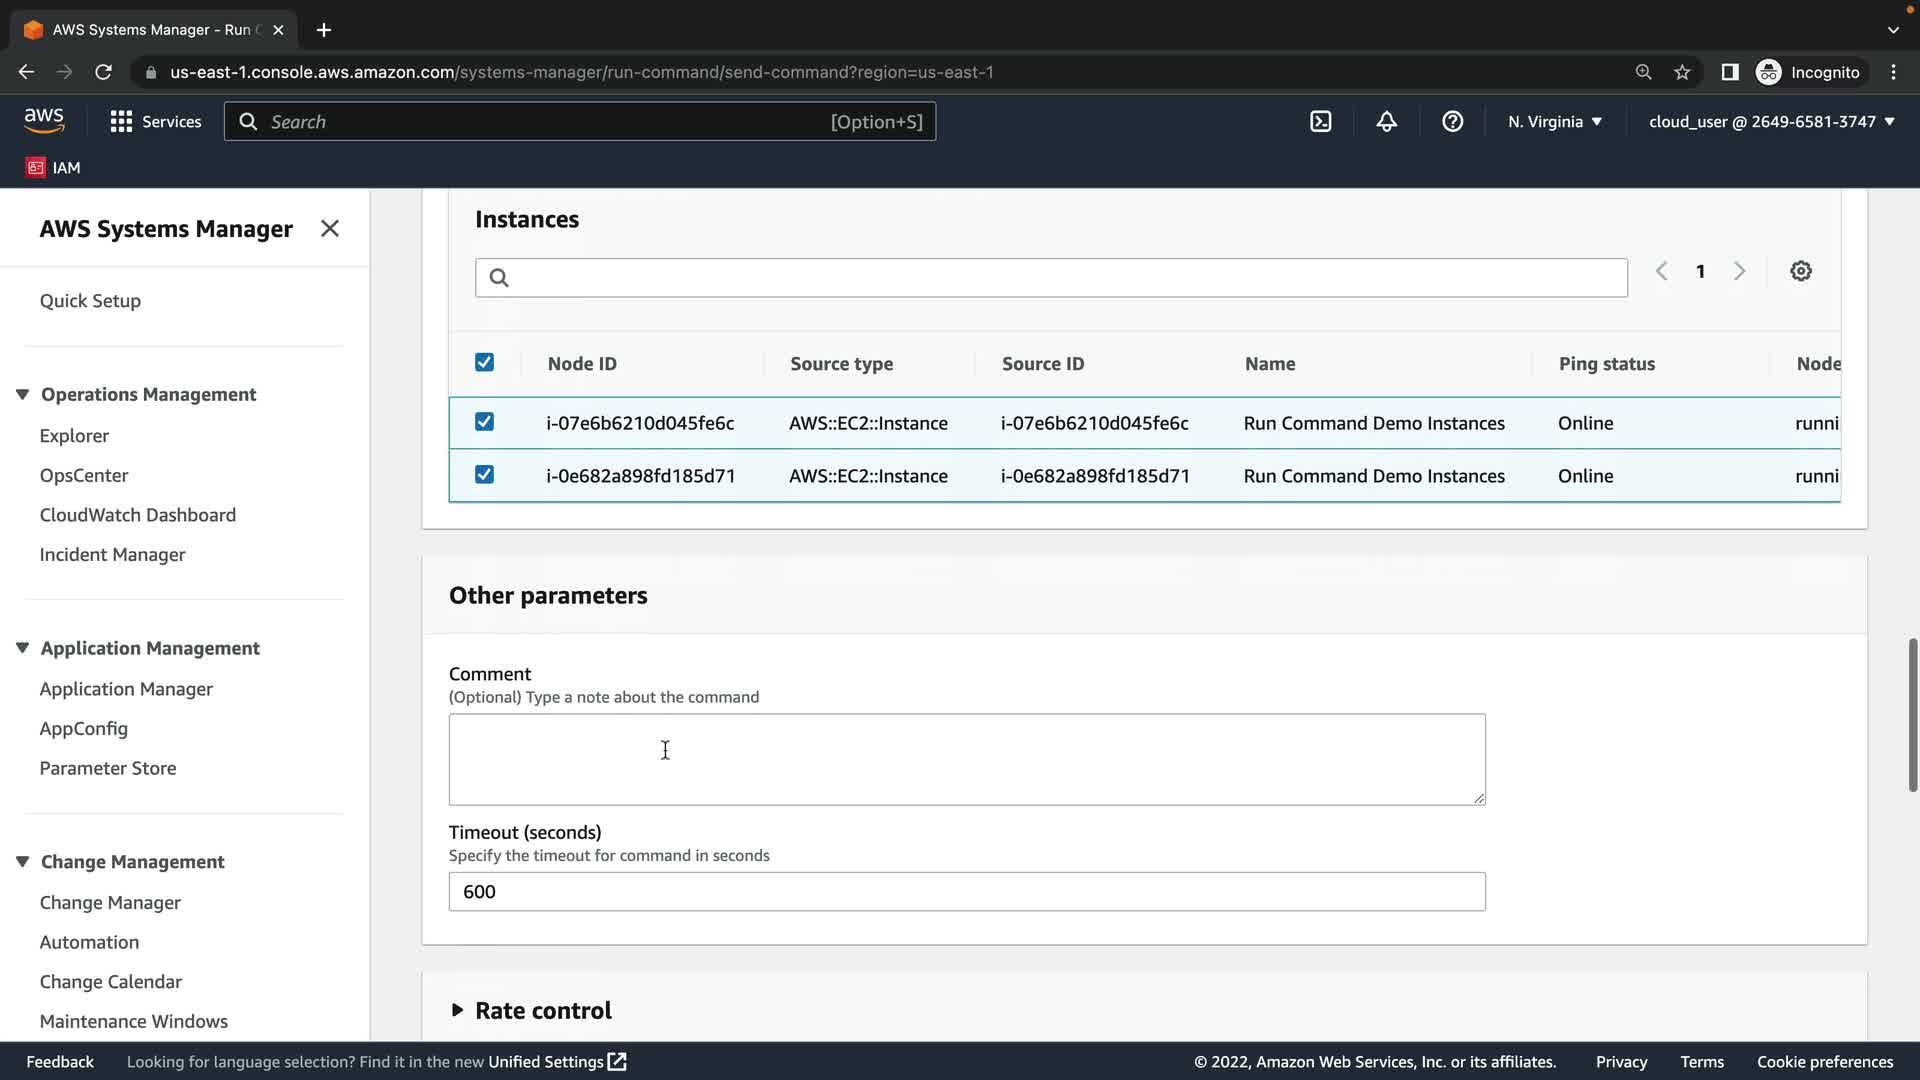 AWS Systems Manager - Run
us-east-1.console.aws.amazon.com/systems-manager/run-command/send-command?region=us-east-1
Incognito
aws
Services
Search
[Option+S]
N. Virginia
cloud_user @ 2649-6581-3747
IAM
AWS Systems Manager
Quick Setup
Operations Management
Explorer
OpsCenter
CloudWatch Dashboard
Incident Manager
Application Management
Application Manager
AppConfig
Parameter Store
Change Management
Change Manager
Automation
Change Calendar
Maintenance Windows
Instances
1
Node ID Source type Source ID Name Ping status Node
i-07e6b6210d045fe6c AWS::EC2::Instance i-07e6b6210d045fe6c Run Command Demo Instances Online runni
i-0e682a898fd185d71 AWS::EC2::Instance i-0e682a898fd185d71 Run Command Demo Instances Online runni
Other parameters
Comment
(Optional) Type a note about the command
Timeout (seconds)
Specify the timeout for command in seconds
600
Rate control
Feedback
Looking for language selection? Find it in the new Unified Settings
© 2022, Amazon Web Services, Inc. or its affiliates.
Privacy
Terms
Cookie preferences